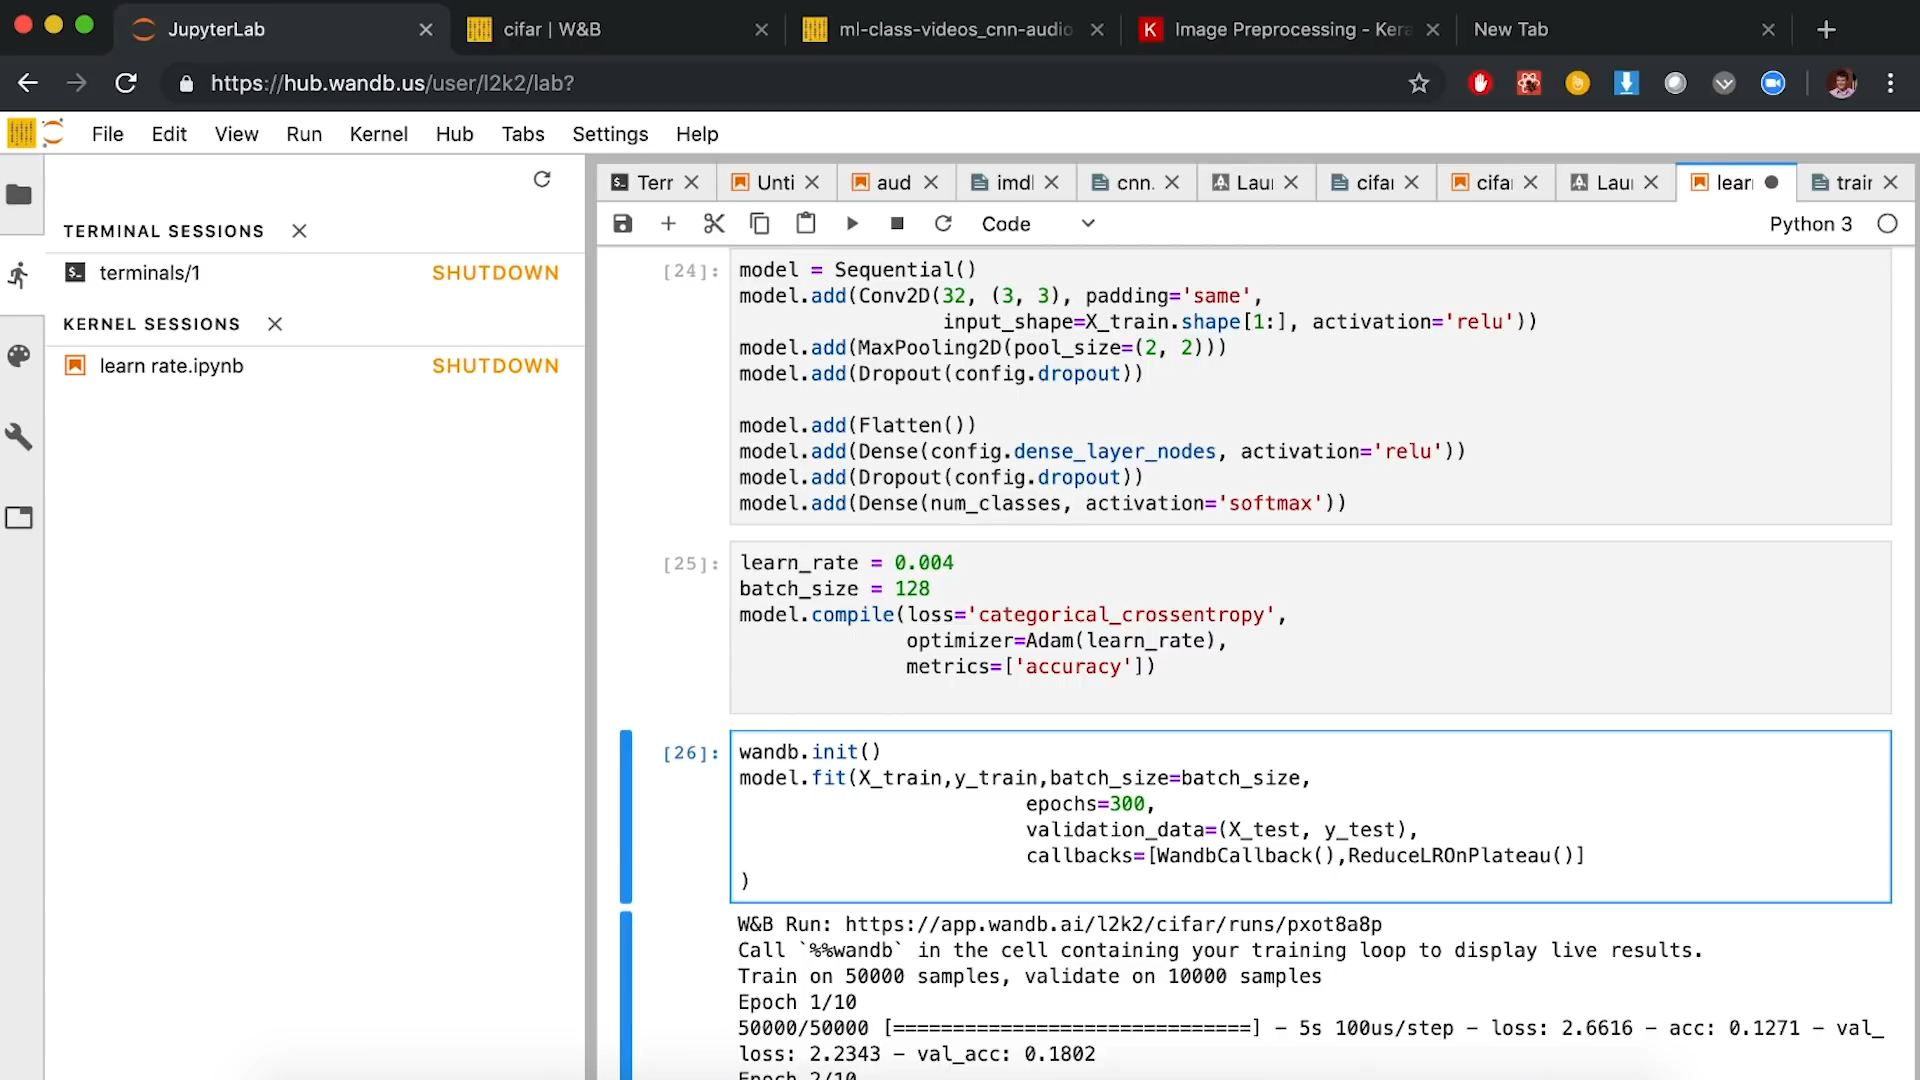 JupyterLab
cifar | W&B
ml-class-videos_cnn-audio
Image Preprocessing - Kera
New Tab
https://hub.wandb.us/user/l2k2/lab?
File Edit View Run Kernel Hub Tabs Settings Help
Terr
Unti
aud
imdl
cnn.
Lau
cifar
cifa
Lau
lear
train
Code
Python 3
TERMINAL SESSIONS
terminals/1 SHUTDOWN
KERNEL SESSIONS
learn rate.ipynb SHUTDOWN
[24]: model = Sequential()
model.add(Conv2D(32, (3, 3), padding='same',
input_shape=X_train.shape[1:], activation='relu'))
model.add(MaxPooling2D(pool_size=(2, 2)))
model.add(Dropout(config.dropout))
model.add(Flatten())
model.add(Dense(config.dense_layer_nodes, activation='relu'))
model.add(Dropout(config.dropout))
model.add(Dense(num_classes, activation='softmax'))
[25]: learn_rate = 0.004
batch_size = 128
model.compile(loss='categorical_crossentropy',
optimizer=Adam(learn_rate),
metrics=['accuracy'])
[26]: wandb.init()
model.fit(X_train,y_train,batch_size=batch_size,
epochs=300,
validation_data=(X_test, y_test),
callbacks=[WandbCallback(),ReduceLROnPlateau()]
)
W&B Run: https://app.wandb.ai/l2k2/cifar/runs/pxot8a8p
Call `%%wandb` in the cell containing your training loop to display live results.
Train on 50000 samples, validate on 10000 samples
Epoch 1/10
50000/50000 [==============================] - 5s 100us/step - loss: 2.6616 - acc: 0.1271 - val_
loss: 2.2343 - val_acc: 0.1802
Epoch 2/10